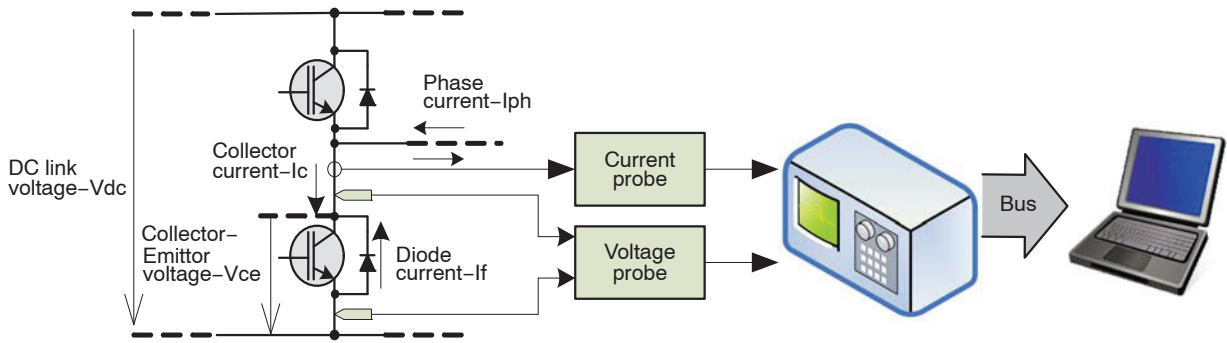 Phase
current–Iph
DC link
voltage–Vdc
Collector
current–Ic
Current
probe
Bus
Collector–
Emittor
voltage–Vce
Diode
current–If
Voltage
probe